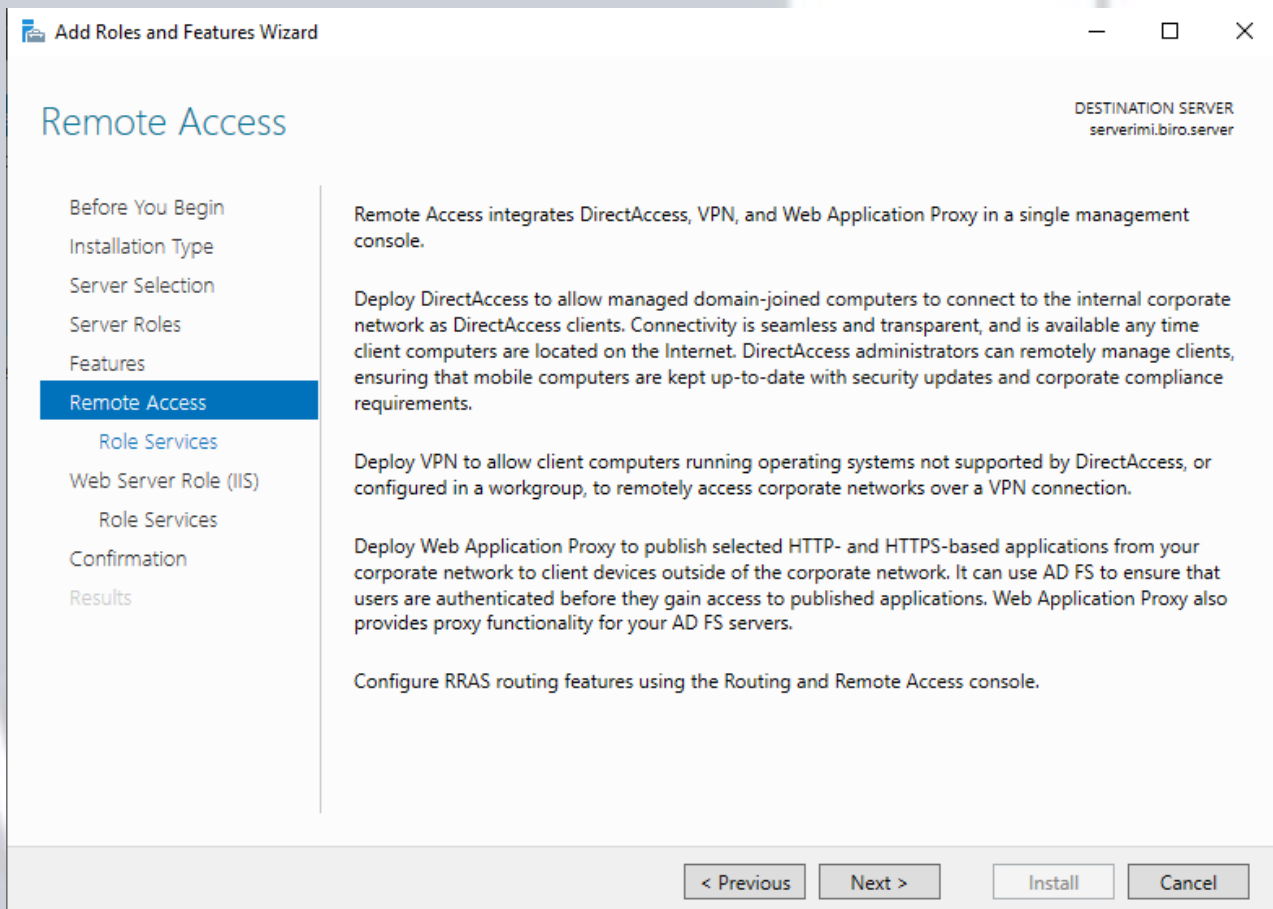 Add Roles and Features Wizard
Remote Access
DESTINATION SERVER
serverimi.biro.server
Before You Begin
Installation Type
Server Selection
Server Roles
Features
Remote Access
Role Services
Web Server Role (IIS)
Role Services
Confirmation
Results
Remote Access integrates DirectAccess, VPN, and Web Application Proxy in a single management
console.
Deploy DirectAccess to allow managed domain-joined computers to connect to the internal corporate
network as DirectAccess clients. Connectivity is seamless and transparent, and is available any time
client computers are located on the Internet. DirectAccess administrators can remotely manage clients,
ensuring that mobile computers are kept up-to-date with security updates and corporate compliance
requirements.
Deploy VPN to allow client computers running operating systems not supported by DirectAccess, or
configured in a workgroup, to remotely access corporate networks over a VPN connection.
Deploy Web Application Proxy to publish selected HTTP- and HTTPS-based applications from your
corporate network to client devices outside of the corporate network. It can use AD FS to ensure that
users are authenticated before they gain access to published applications. Web Application Proxy also
provides proxy functionality for your AD FS servers.
Configure RRAS routing features using the Routing and Remote Access console.
< Previous
Next >
Install
Cancel